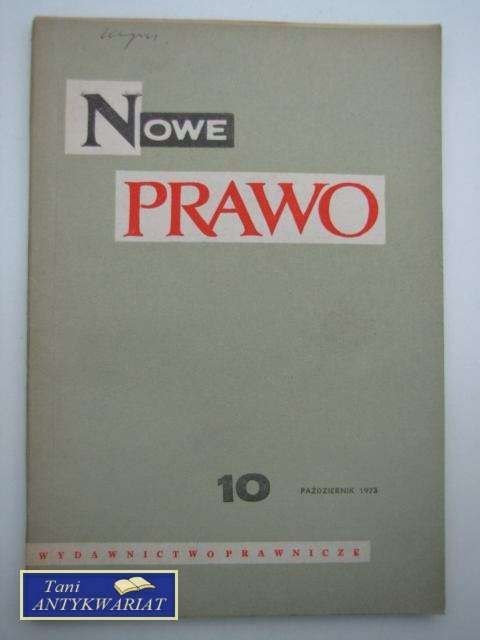 NOWE
PRAWO
10 PAŹDZIERNIK 1973
WYDAWNICTWO PRAWNICZE
Tani
ANTYKWARIAT